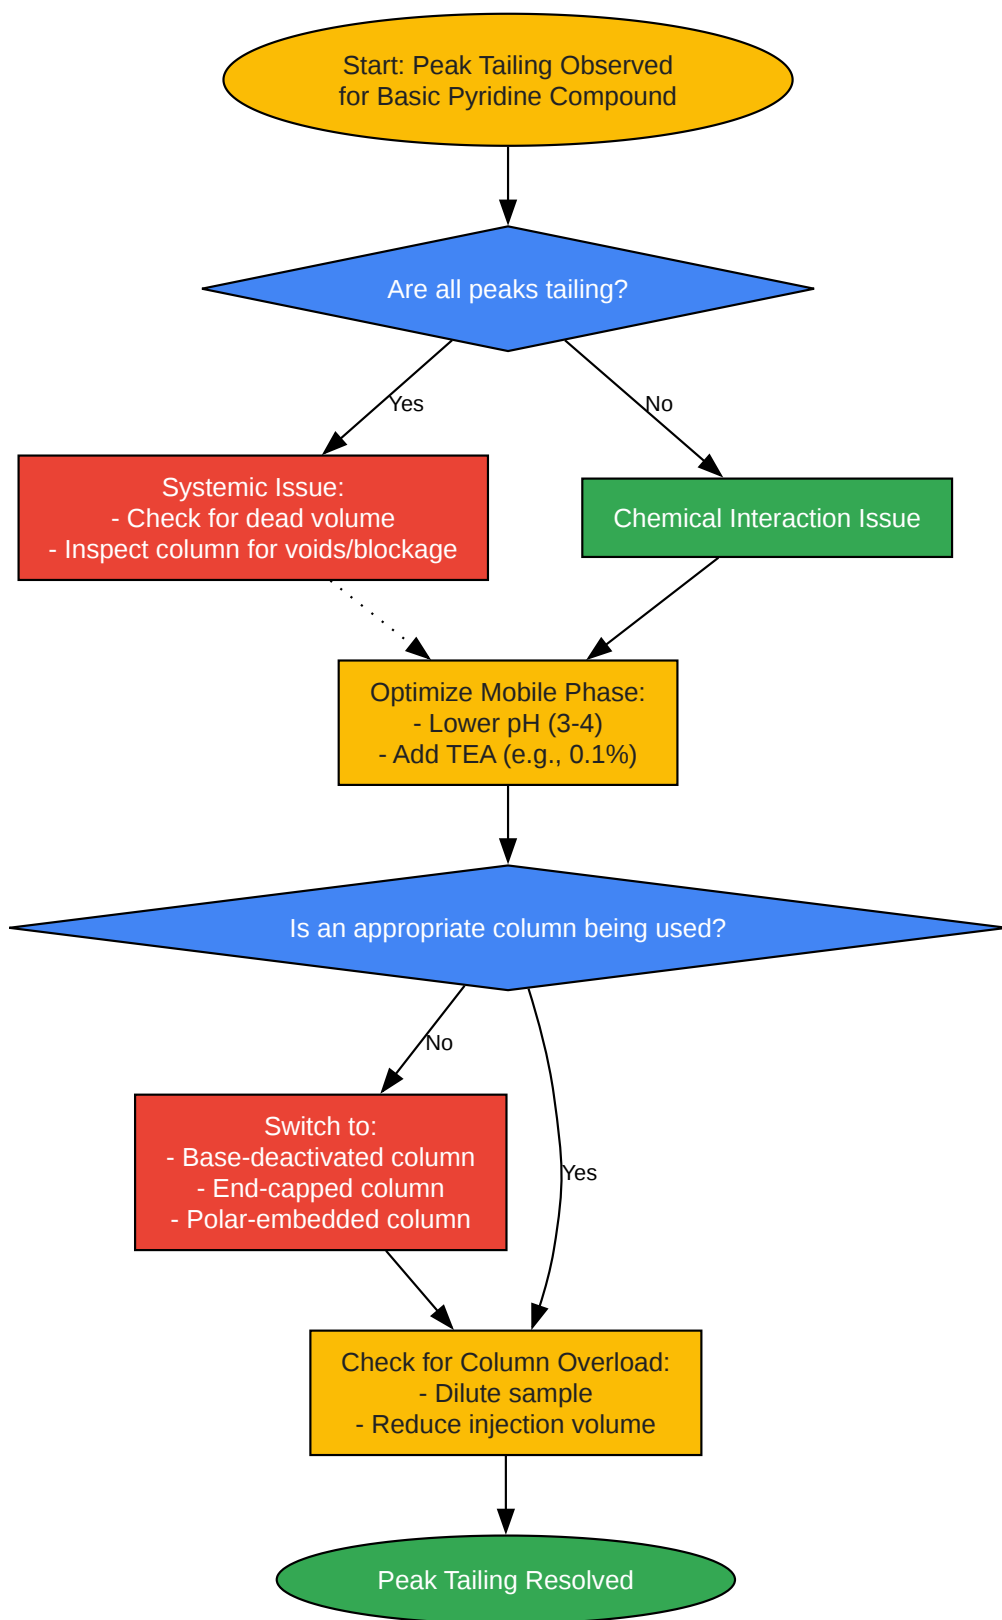 Start: Peak Tailing Observed
for Basic Pyridine Compound
Are all peaks tailing?
Yes
No
Systemic Issue:
- Check for dead volume
- Inspect column for voids/blockage
Chemical Interaction Issue
Optimize Mobile Phase:
- Lower pH (3-4)
- Add TEA (e.g., 0.1%)
Is an appropriate column being used?
No
Yes
Switch to:
- Base-deactivated column
- End-capped column
- Polar-embedded column
Check for Column Overload:
- Dilute sample
- Reduce injection volume
Peak Tailing Resolved